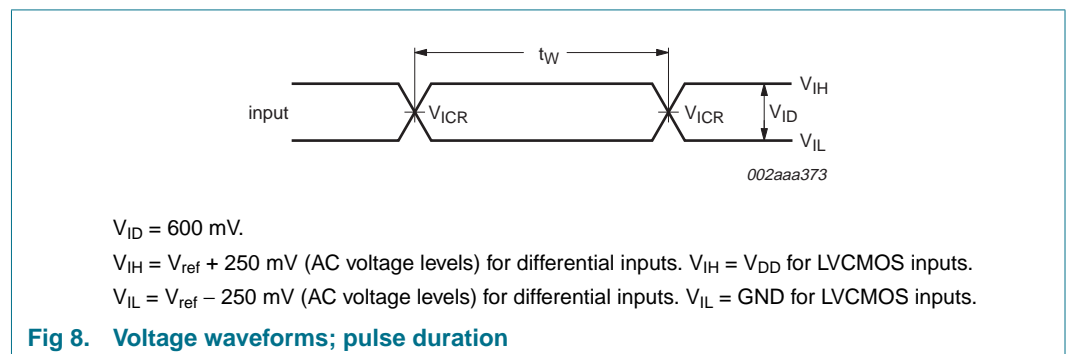 tW
VIH
input
VICR
VICR
VID
VIL
002aaa373
VID = 600 mV.
VIH = Vref + 250 mV (AC voltage levels) for differential inputs. VIH = VDD for LVCMOS inputs.
VIL = Vref − 250 mV (AC voltage levels) for differential inputs. VIL = GND for LVCMOS inputs.
Fig 8. Voltage waveforms; pulse duration